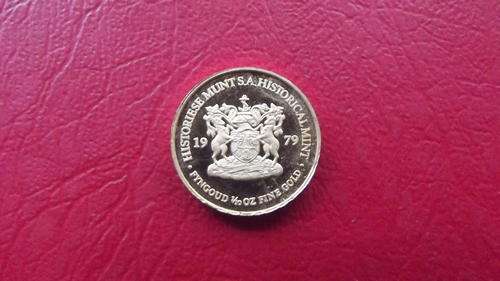 · HISTORIESE MUNT S.A. HISTORICAL MINT ·
19 79
FYNGOUD 1/10 OZ FINE GOLD